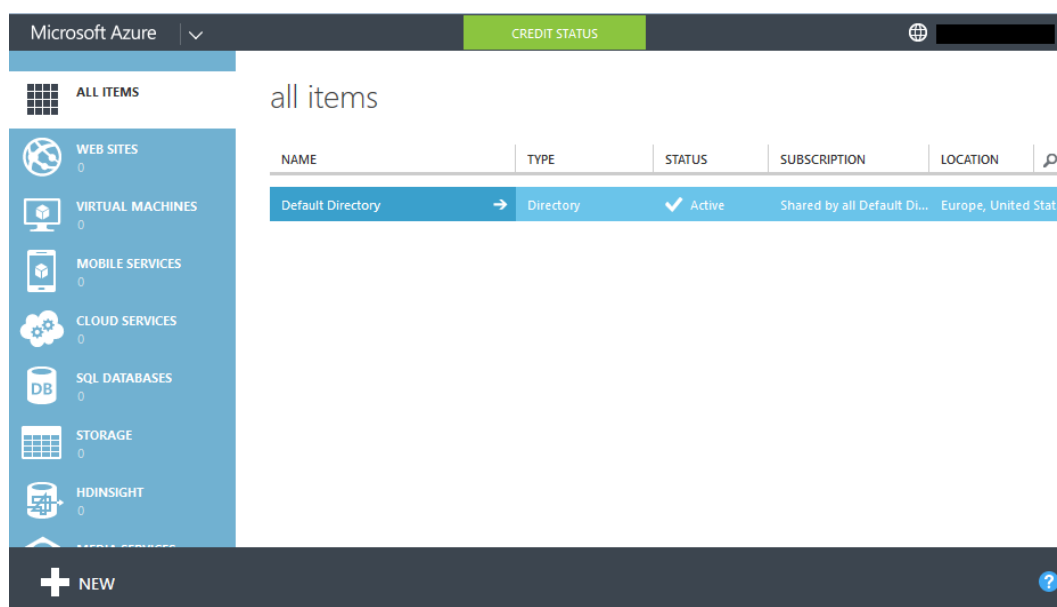 Microsoft Azure
CREDIT STATUS
ALL ITEMS
WEB SITES
0
VIRTUAL MACHINES
0
MOBILE SERVICES
0
CLOUD SERVICES
0
SQL DATABASES
0
DB
STORAGE
0
HDINSIGHT
0
MEDIA SERVICES
all items
NAME TYPE STATUS SUBSCRIPTION LOCATION
Default Directory Directory Active Shared by all Default Di... Europe, United Stat
NEW
?